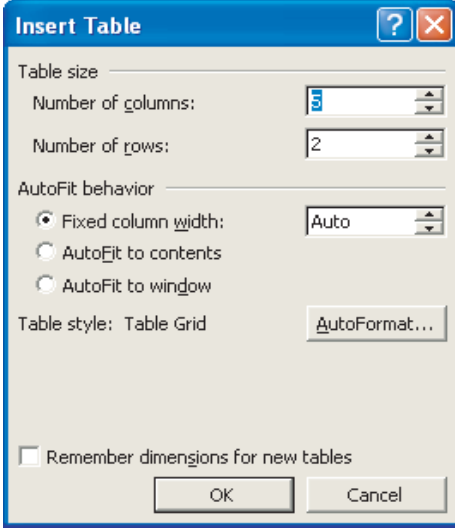 Insert Table
Table size
Number of columns: 5
Number of rows: 2
AutoFit behavior
Fixed column width: Auto
AutoFit to contents
AutoFit to window
Table style: Table Grid AutoFormat...
Remember dimensions for new tables
OK Cancel